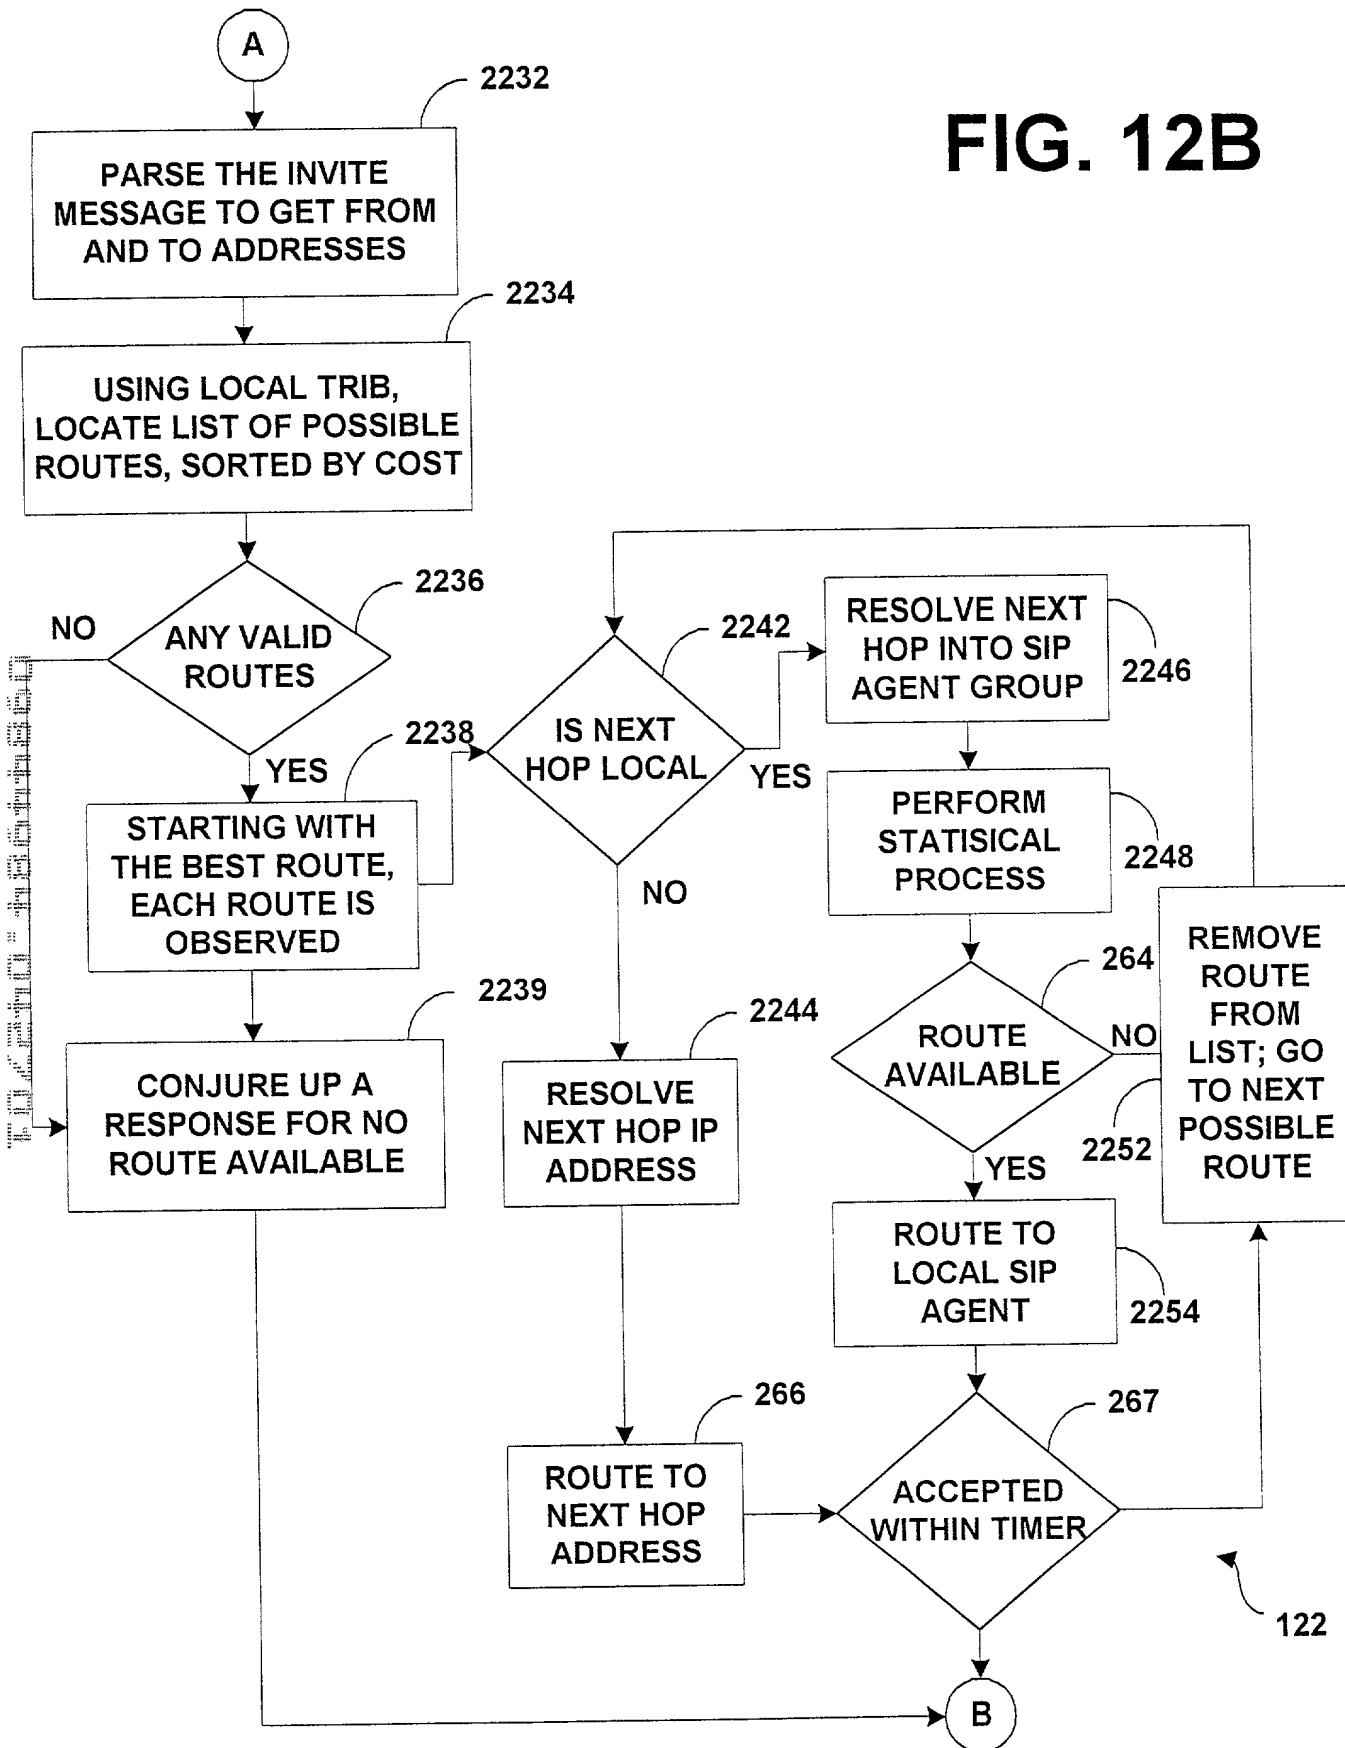 A
2232
FIG. 12B
PARSE THE INVITE
MESSAGE TO GET FROM
AND TO ADDRESSES
2234
USING LOCAL TRIB,
LOCATE LIST OF POSSIBLE
ROUTES, SORTED BY COST
2236
NO
ANY VALID
ROUTES
YES
2238
STARTING WITH
THE BEST ROUTE,
EACH ROUTE IS
OBSERVED
2239
CONJURE UP A
RESPONSE FOR NO
ROUTE AVAILABLE
2242
IS NEXT
HOP LOCAL
YES
NO
2244
RESOLVE
NEXT HOP IP
ADDRESS
266
ROUTE TO
NEXT HOP
ADDRESS
RESOLVE NEXT
HOP INTO SIP
AGENT GROUP
2246
PERFORM
STATISICAL
PROCESS
2248
264
ROUTE
AVAILABLE
NO
YES
2252
REMOVE
ROUTE
FROM
LIST; GO
TO NEXT
POSSIBLE
ROUTE
ROUTE TO
LOCAL SIP
AGENT
2254
267
ACCEPTED
WITHIN TIMER
122
B